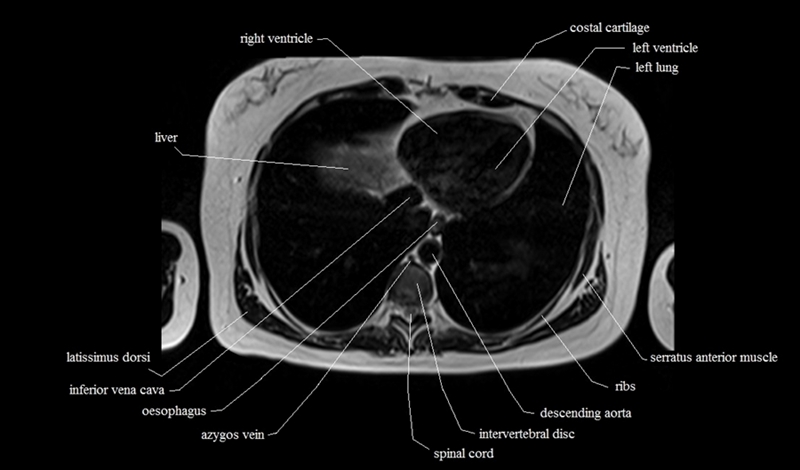 costal cartilage
right ventricle
left ventricle
left lung
liver
latissimus dorsi
serratus anterior muscle
inferior vena cava
ribs
oesophagus
descending aorta
azygos vein
intervertebral disc
spinal cord